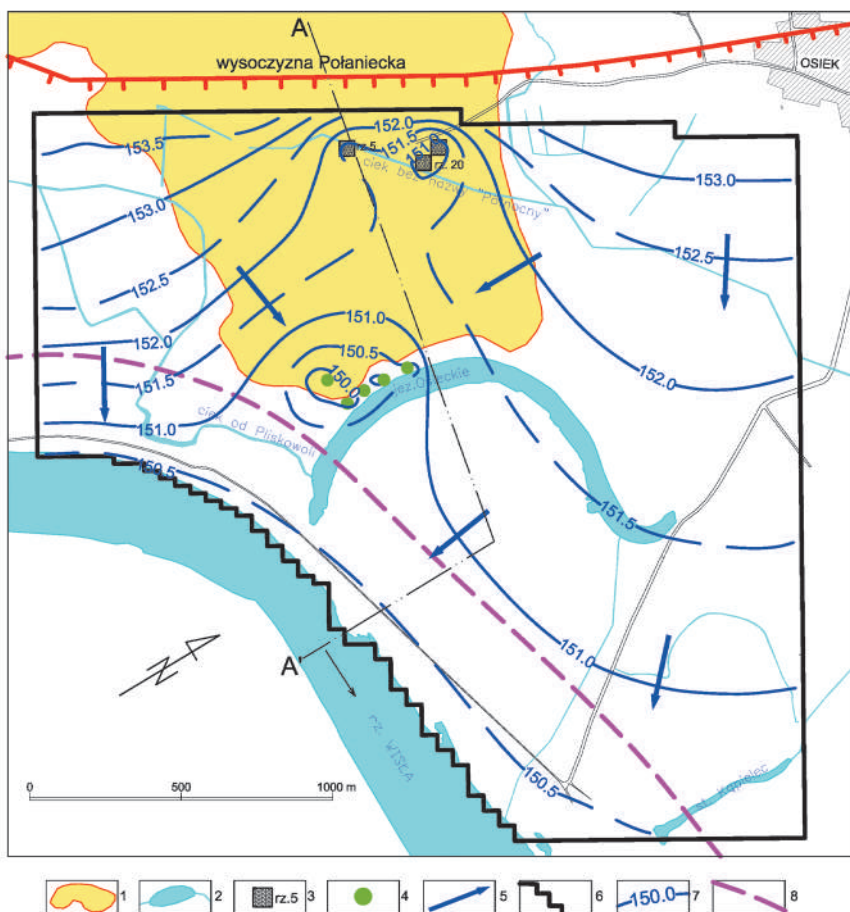 A
wysoczyzna Połaniecka
OSIEK
152.0
151.5
151.0
rz.5
rz. 20
ciek bez nazwy "Północny"
153.5
153.0
152.5
152.0
151.5
151.0
150.5
153.0
152.5
152.0
151.5
151.0
150.5
151.0
150.5
150.0
jez.Osieckie
ciek od Pliskowoli
A'
N
rz. WISŁA
st. Kąpielec
0 500 1000 m
1 2 rz.5 3 4 5 6 150.0 7 8